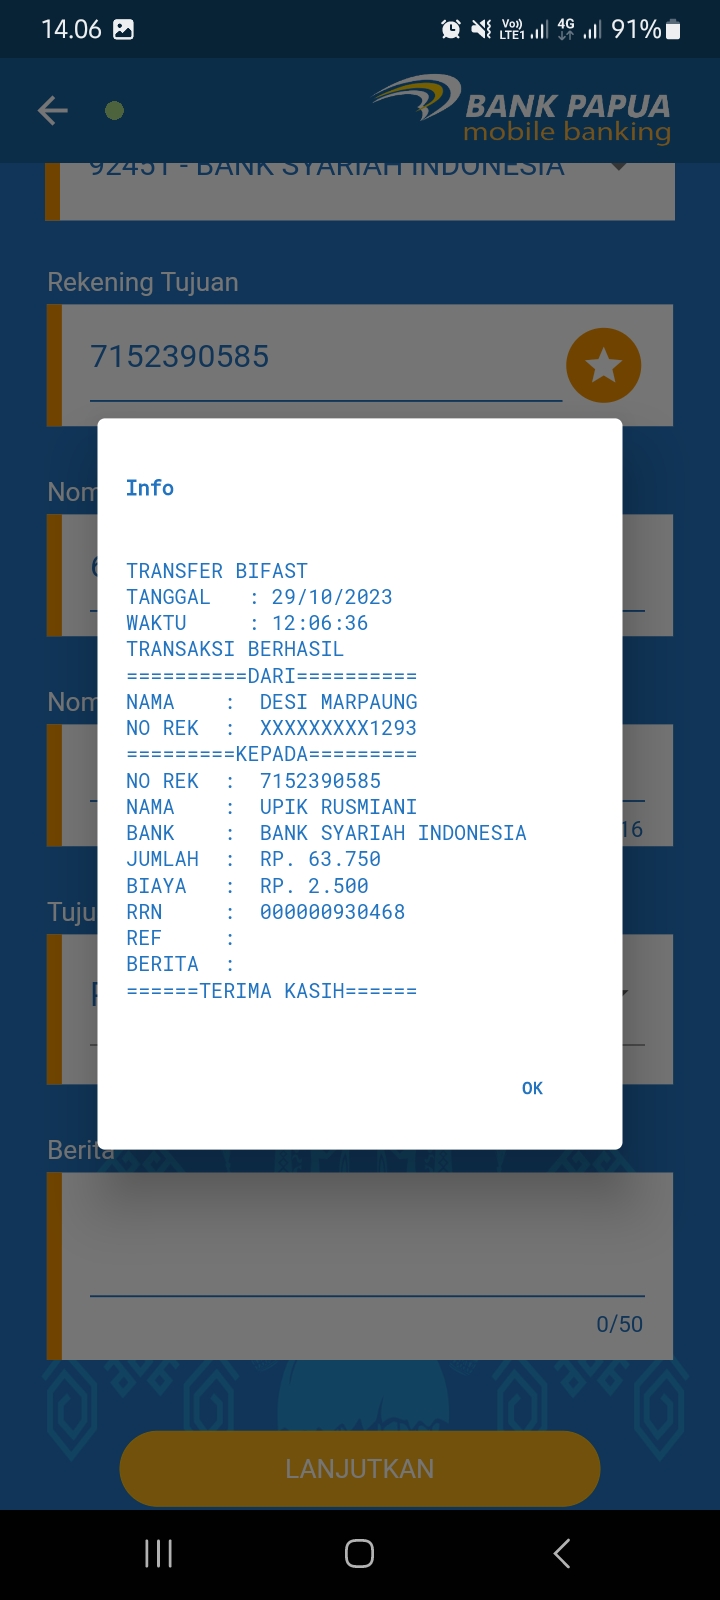 14.06
Vo))
LTE1
4G
91%
BANK PAPUA
mobile banking
92451 - BANK SYARIAH INDONESIA
Rekening Tujuan
7152390585
Nom
Info
TRANSFER BIFAST
TANGGAL : 29/10/2023
WAKTU : 12:06:36
TRANSAKSI BERHASIL
==========DARI==========
NAMA : DESI MARPAUNG
NO REK : XXXXXXXXX1293
=========KEPADA=========
NO REK : 7152390585
NAMA : UPIK RUSMIANI
BANK : BANK SYARIAH INDONESIA
JUMLAH : RP. 63.750
BIAYA : RP. 2.500
RRN : 000000930468
REF :
BERITA :
======TERIMA KASIH======
OK
Nom
16
Tuju
Berita
0/50
LANJUTKAN